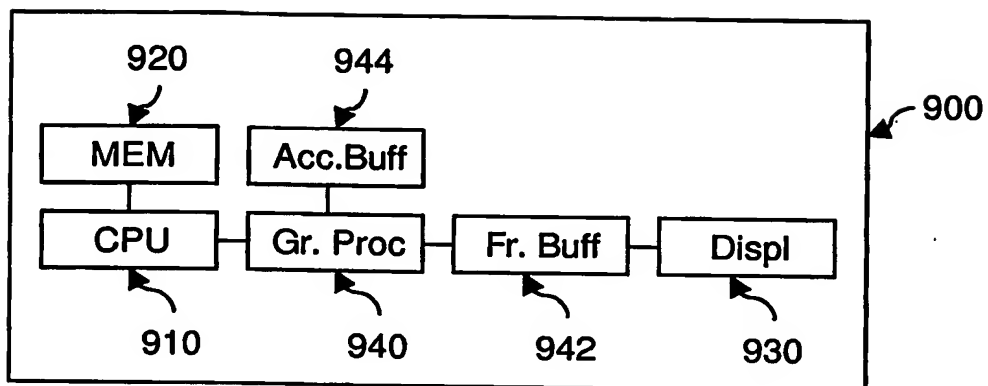 920 944
900
MEM Acc.Buff
CPU Gr. Proc Fr. Buff Displ
910 940 942 930